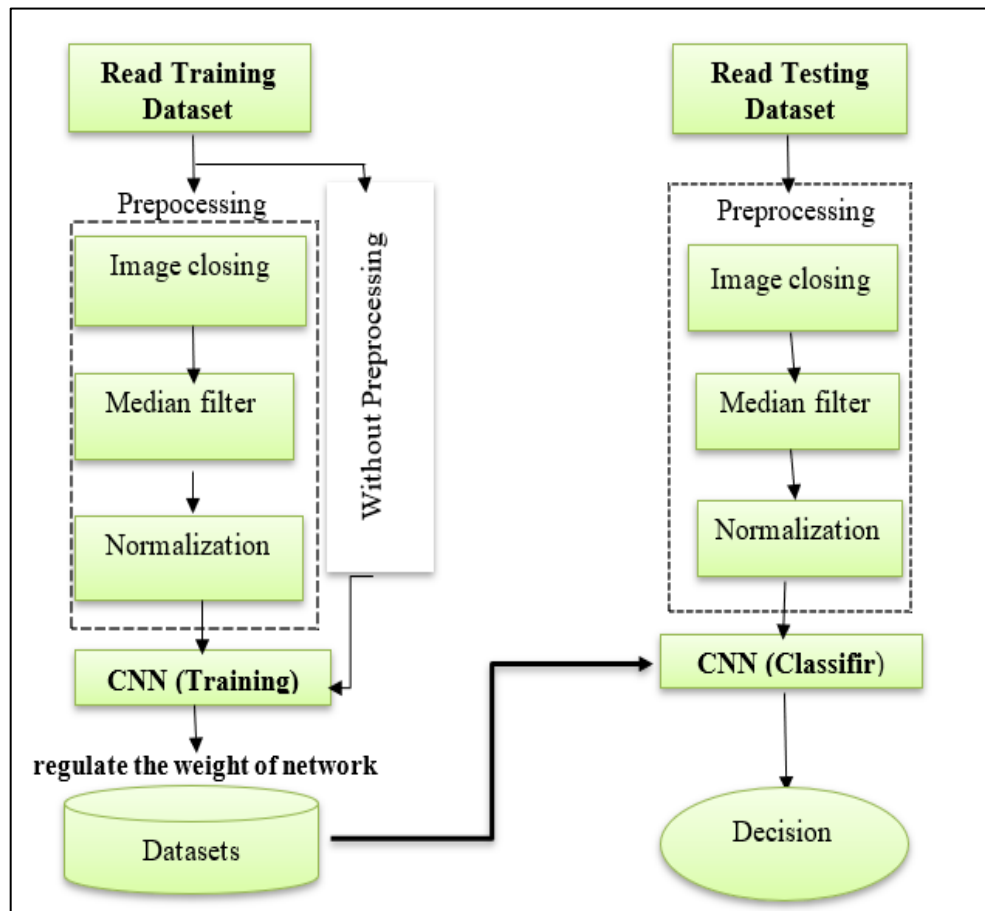 Read Training
Dataset
Prepocessing
Image closing
Median filter
Normalization
Without Preprocessing
CNN (Training)
regulate the weight of network
Datasets
Read Testing
Dataset
Preprocessing
Image closing
Median filter
Normalization
CNN (Classifir)
Decision